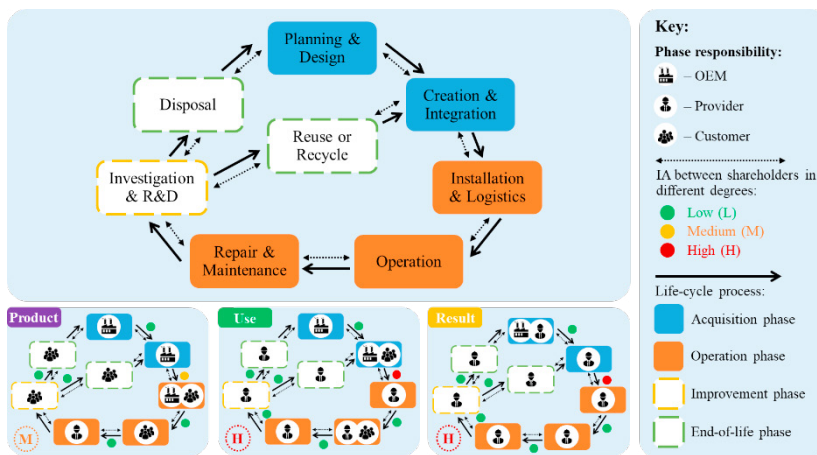 Planning &
Design
Disposal
Creation &
Integration
Reuse or
Recycle
Investigation
& R&D
Installation
& Logistics
Repair &
Maintenance
Operation
Key:
Phase responsibility:
– OEM
– Provider
– Customer
IA between shareholders in
different degrees:
Low (L)
Medium (M)
High (H)
Life-cycle process:
Acquisition phase
Operation phase
Improvement phase
End-of-life phase
Product
M
Use
H
Result
H